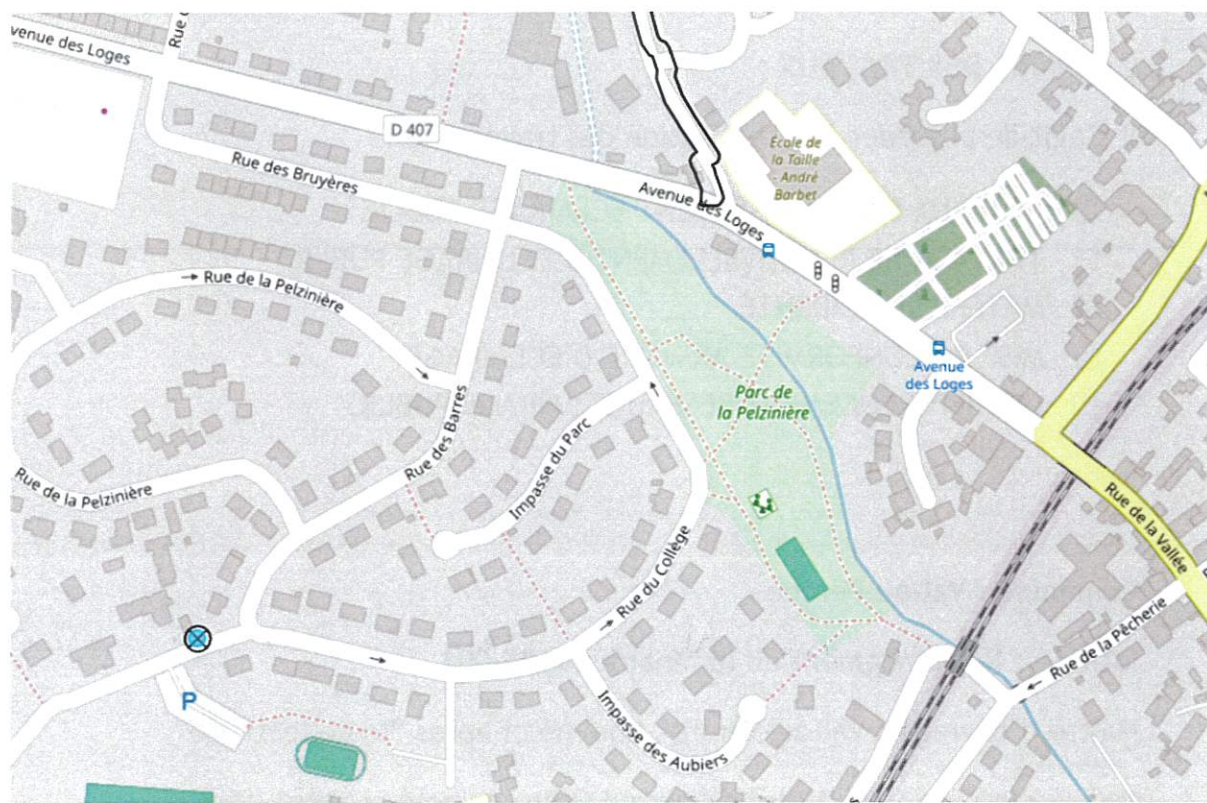 Avenue des Loges
D 407
Rue des Bruyères
École de
la Taille
- André
Barbet
Avenue des Loges
Rue de la Pelzinière
Avenue
des Loges
Parc de
la Pelzinière
Rue des Barres
Impasse du Parc
Rue de la Pelzinière
Rue de la Vallée
Rue du Collège
Rue de la Pêcherie
P
Impasse des Aubiers